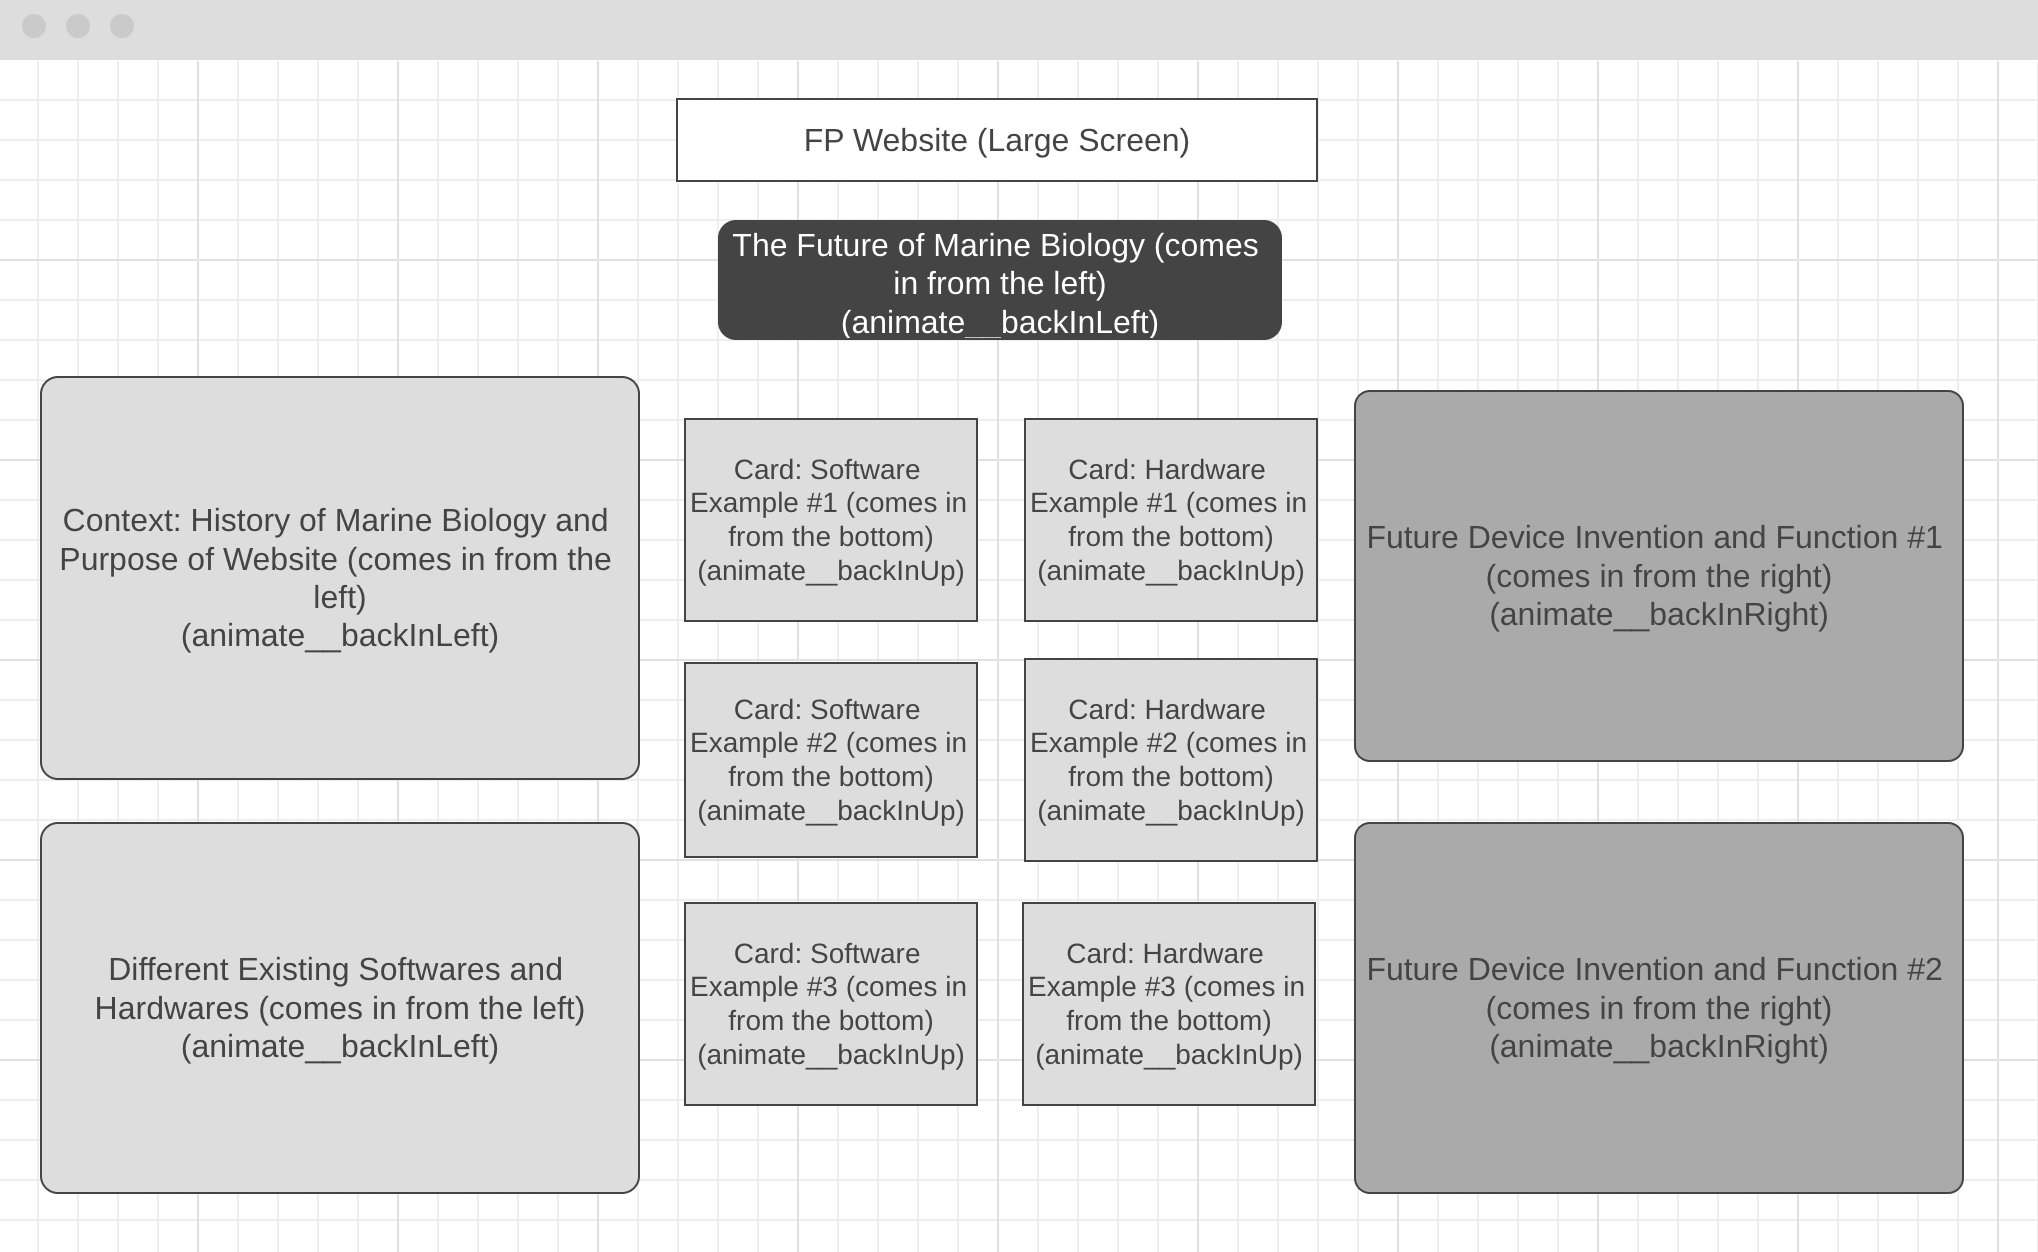 FP Website (Large Screen)
The Future of Marine Biology (comes
in from the left)
(animate__backInLeft)
Context: History of Marine Biology and
Purpose of Website (comes in from the
left)
(animate__backInLeft)
Different Existing Softwares and
Hardwares (comes in from the left)
(animate__backInLeft)
Card: Software
Example #1 (comes in
from the bottom)
(animate__backInUp)
Card: Hardware
Example #1 (comes in
from the bottom)
(animate__backInUp)
Card: Software
Example #2 (comes in
from the bottom)
(animate__backInUp)
Card: Hardware
Example #2 (comes in
from the bottom)
(animate__backInUp)
Card: Software
Example #3 (comes in
from the bottom)
(animate__backInUp)
Card: Hardware
Example #3 (comes in
from the bottom)
(animate__backInUp)
Future Device Invention and Function #1
(comes in from the right)
(animate__backInRight)
Future Device Invention and Function #2
(comes in from the right)
(animate__backInRight)